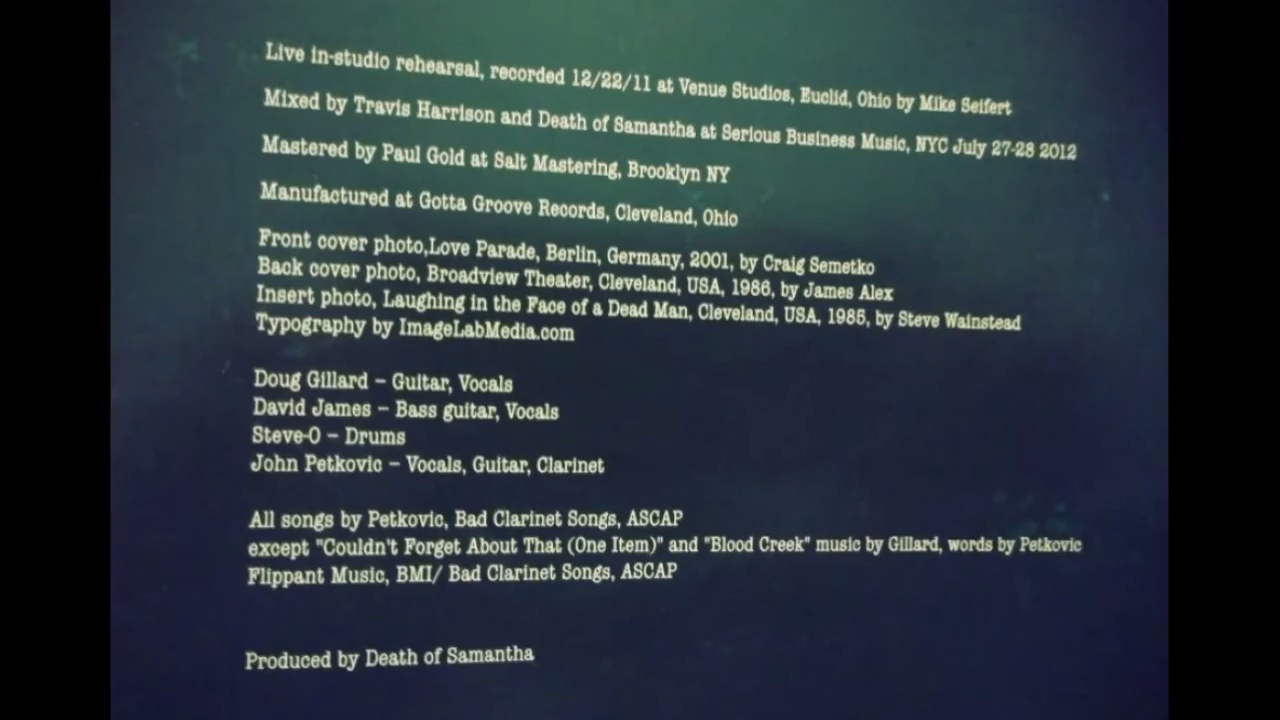 Live in-studio rehearsal, recorded 12/22/11 at Venue Studios, Euclid, Ohio by Mike Seifert
Mixed by Travis Harrison and Death of Samantha at Serious Business Music, NYC July 27-28 2012
Mastered by Paul Gold at Salt Mastering, Brooklyn NY
Manufactured at Gotta Groove Records, Cleveland, Ohio
Front cover photo,Love Parade, Berlin, Germany, 2001, by Craig Semetko
Back cover photo, Broadview Theater, Cleveland, USA, 1986, by James Alex
Insert photo, Laughing in the Face of a Dead Man, Cleveland, USA, 1985, by Steve Wainstead
Typography by ImageLabMedia.com
Doug Gillard – Guitar, Vocals
David James – Bass guitar, Vocals
Steve-O – Drums
John Petkovic – Vocals, Guitar, Clarinet
All songs by Petkovic, Bad Clarinet Songs, ASCAP
except "Couldn't Forget About That (One Item)" and "Blood Creek" music by Gillard, words by Petkovic
Flippant Music, BMI/ Bad Clarinet Songs, ASCAP
Produced by Death of Samantha